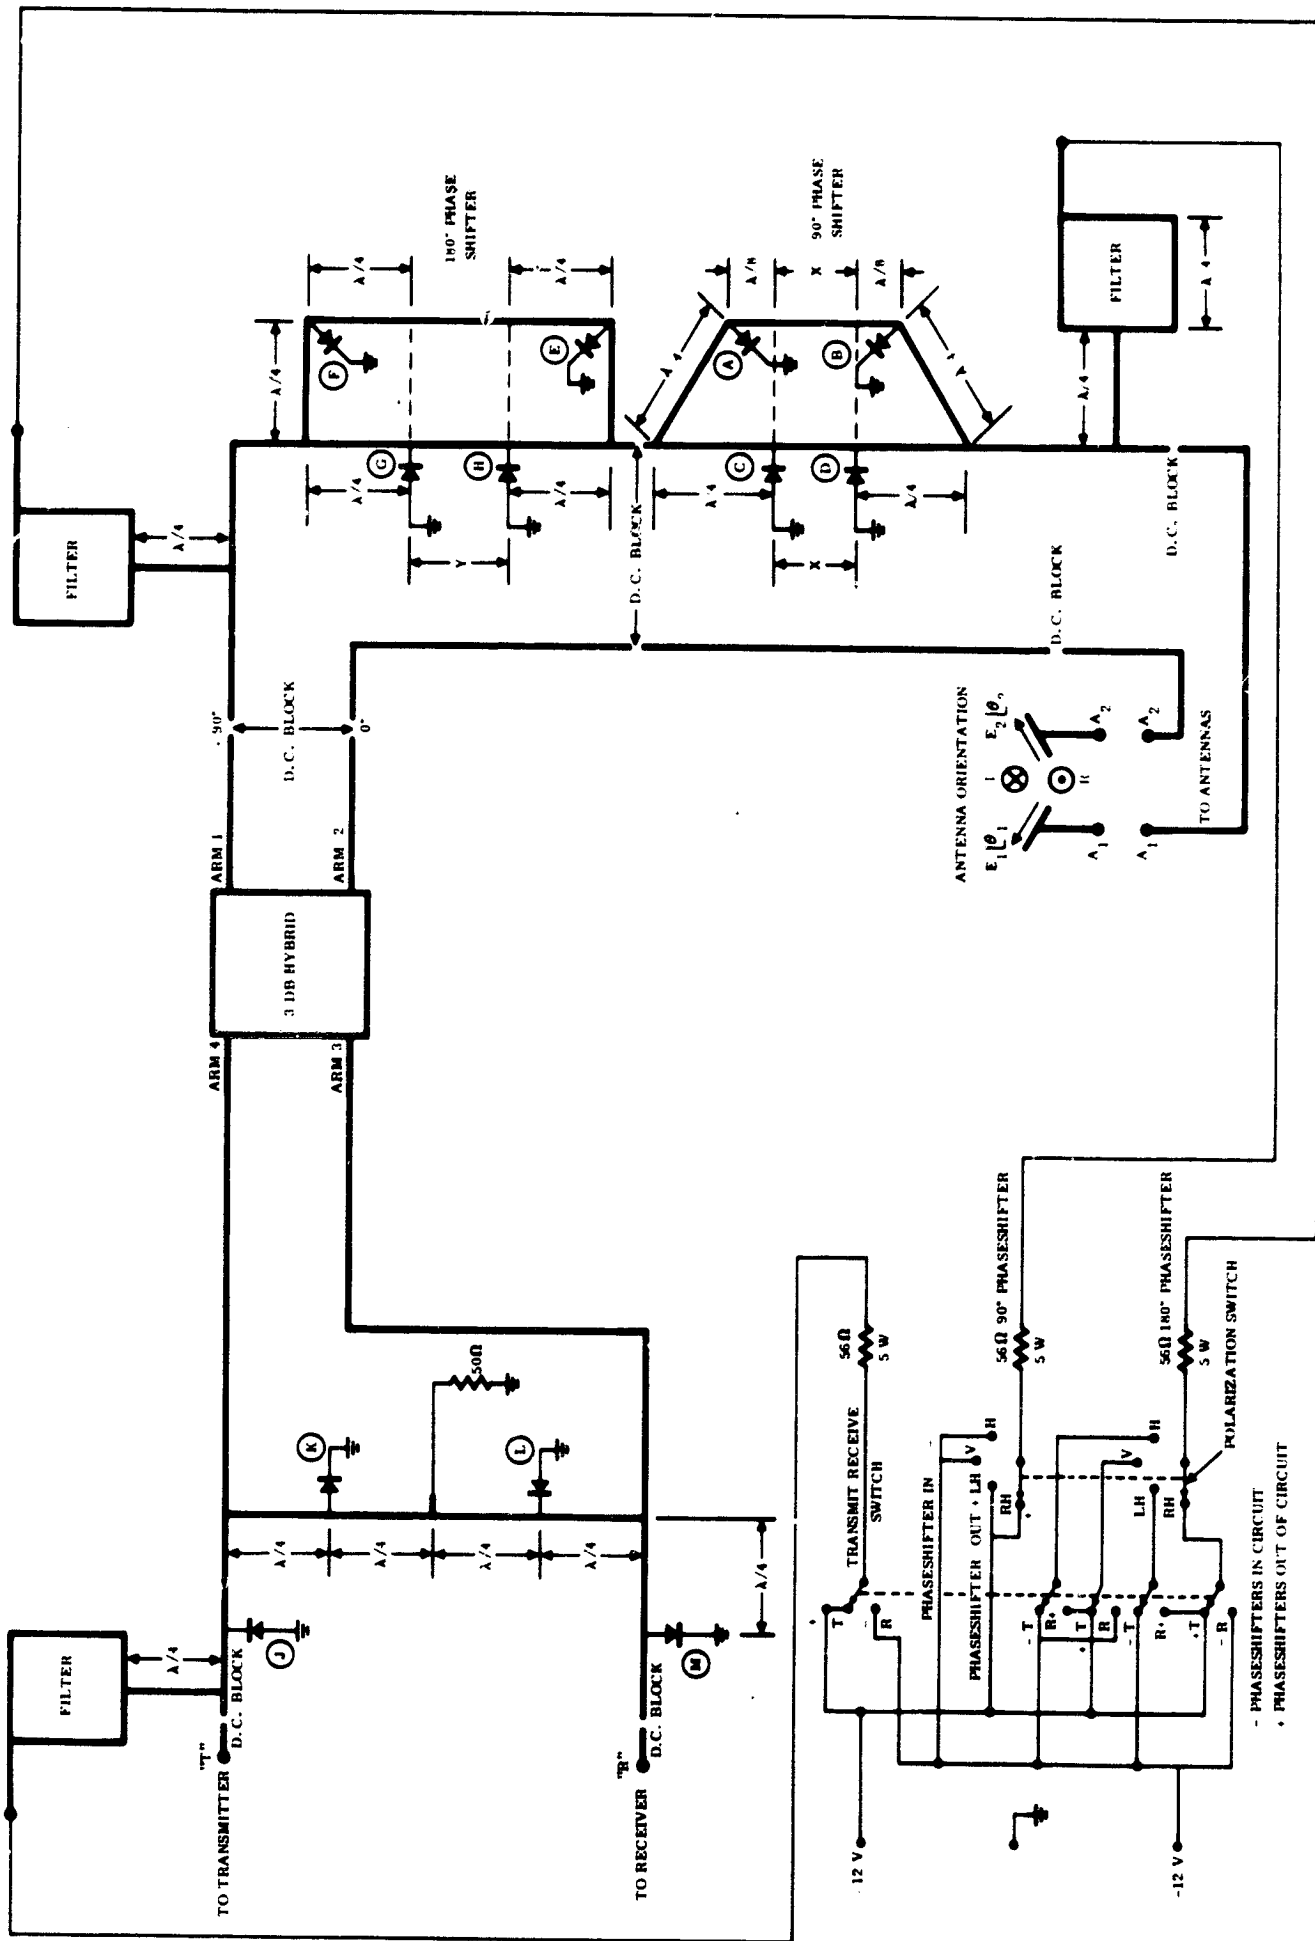 FILTER
λ/4
"T"
TO TRANSMITTER
D.C. BLOCK
J
K
L
M
λ/4
λ/4
λ/4
λ/4
λ/4
50Ω
"R"
TO RECEIVER
D.C. BLOCK
ARM 4
ARM 3
3 DB HYBRID
ARM 1
ARM 2
90°
D.C. BLOCK
0°
FILTER
λ/4
λ/4
F
E
G
H
λ/4
λ/4
λ/4
λ/4
Y
180° PHASE
SHIFTER
D.C. BLOCK
λ/4
λ/4
A
B
C
D
λ/8
X
λ/8
λ/4
λ/4
X
90° PHASE
SHIFTER
FILTER
λ/4
λ/4
D.C. BLOCK
D.C. BLOCK
ANTENNA ORIENTATION
E1 θ1
E2 θ2
A1
A2
A1
A2
TO ANTENNAS
12 V
-12 V
+
T
-
R
TRANSMIT RECEIVE
SWITCH
56Ω
5 W
PHASESHIFTER IN
PHASESHIFTER OUT + LH
V
H
RH
+
56Ω 90° PHASESHIFTER
5 W
- T
R+
+ T
R
- T
R+
+ T
- R
V
H
LH
RH
56Ω 180° PHASESHIFTER
5 W
POLARIZATION SWITCH
- PHASESHIFTERS IN CIRCUIT
+ PHASESHIFTERS OUT OF CIRCUIT